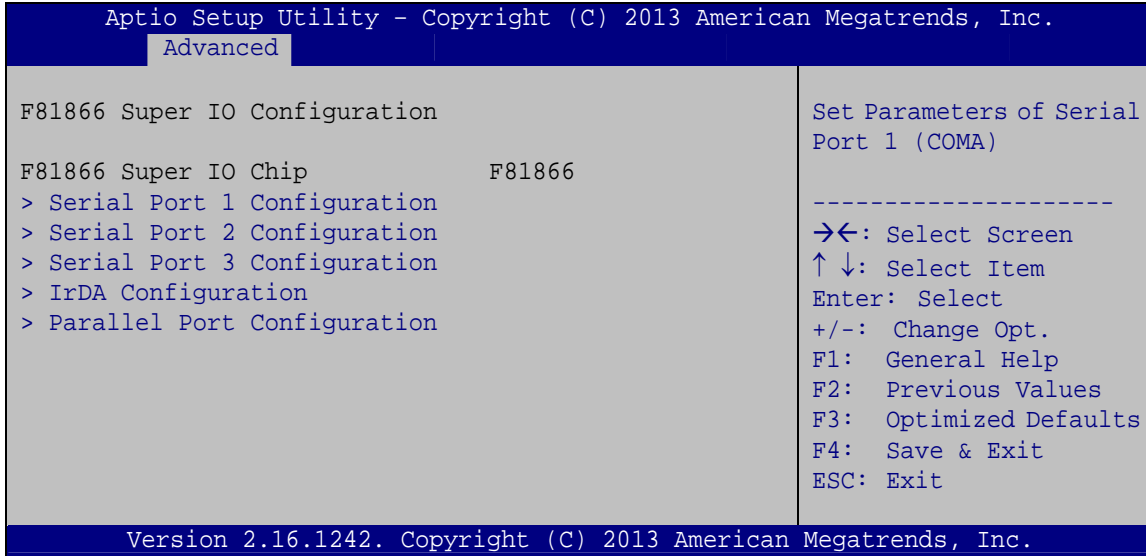 Aptio Setup Utility – Copyright (C) 2013 American Megatrends, Inc.
Advanced
F81866 Super IO Configuration
F81866 Super IO Chip F81866
> Serial Port 1 Configuration
> Serial Port 2 Configuration
> Serial Port 3 Configuration
> IrDA Configuration
> Parallel Port Configuration
Set Parameters of Serial
Port 1 (COMA)
---------------------
→←: Select Screen
↑ ↓: Select Item
Enter: Select
+/-: Change Opt.
F1: General Help
F2: Previous Values
F3: Optimized Defaults
F4: Save & Exit
ESC: Exit
Version 2.16.1242. Copyright (C) 2013 American Megatrends, Inc.